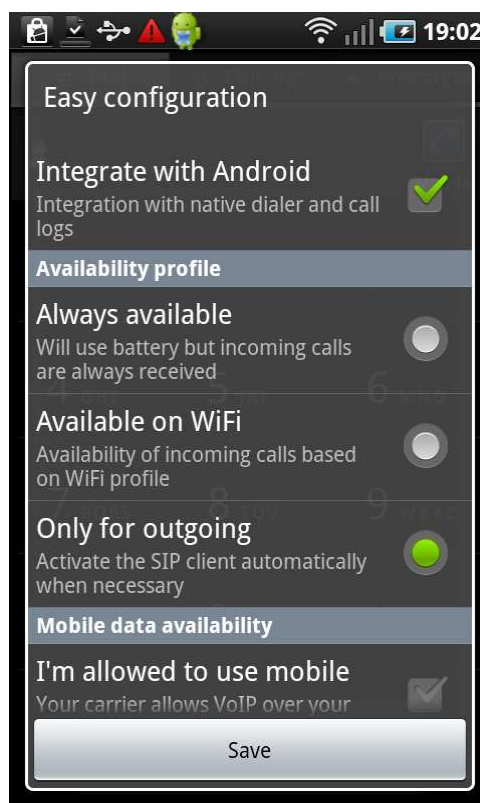 19:02
Easy configuration
Integrate with Android
Integration with native dialer and call
logs
Availability profile
Always available
Will use battery but incoming calls
are always received
Available on WiFi
Availability of incoming calls based
on WiFi profile
Only for outgoing
Activate the SIP client automatically
when necessary
Mobile data availability
I'm allowed to use mobile
Your carrier allows VoIP over your
Save